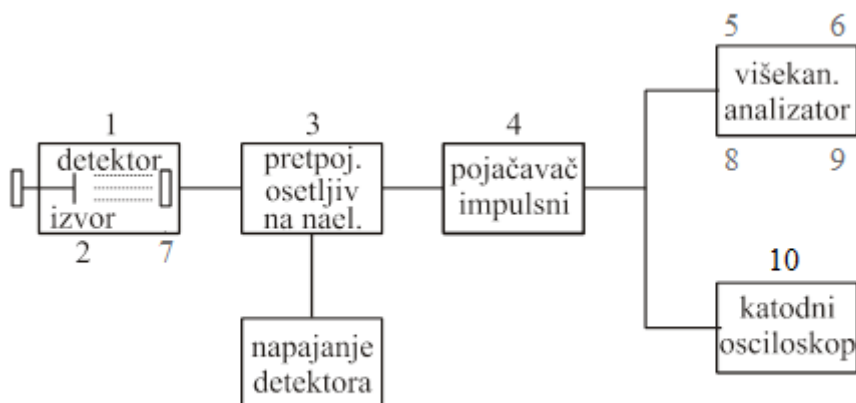 5 6
višekan.
analizator
8 9
1
detektor
izvor
2 7
3
pretpoj.
osetljiv
na nael.
4
pojačavač
impulsni
10
katodni
osciloskop
napajanje
detektora